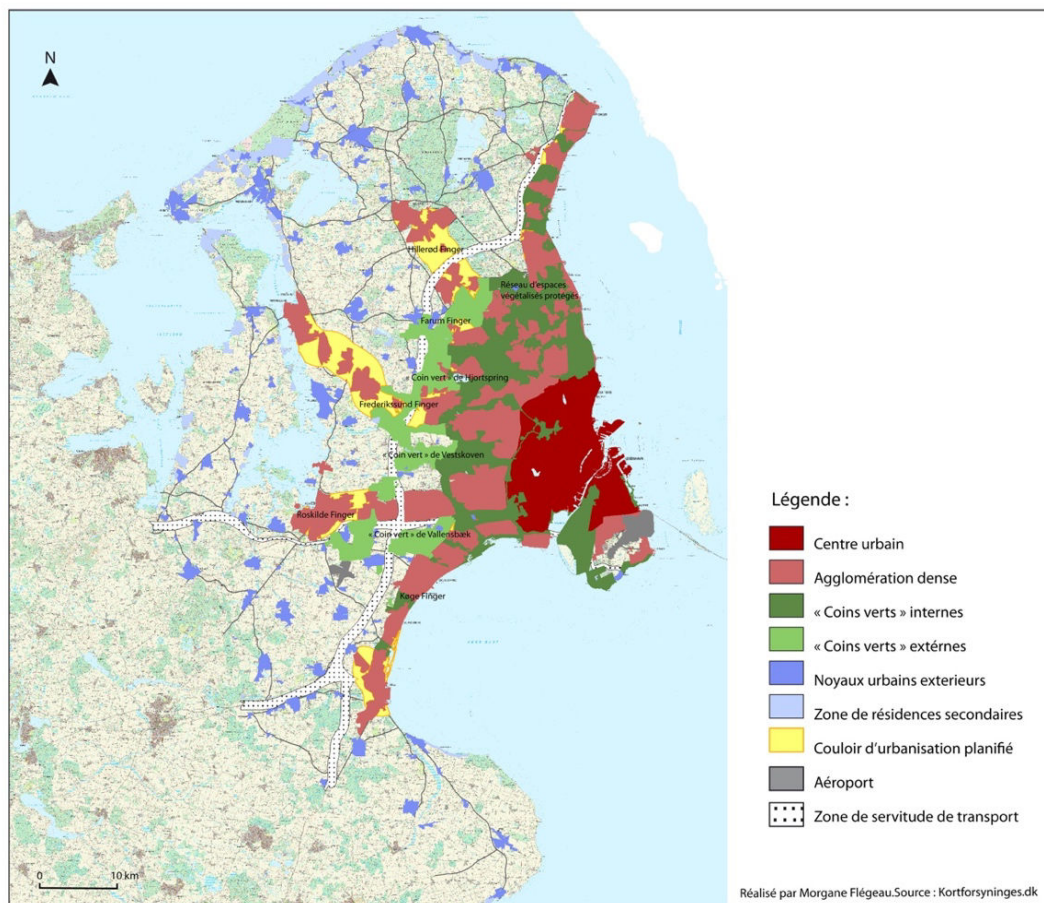 N
Hillerød Finger
Réseau d'espaces
végétalisés protégés
Farum Finger
« Coin vert » de Hjortspring
Frederikssund Finger
« Coin vert » de Vestskoven
Roskilde Finger
« Coin vert » de Vallensbæk
Køge Finger
0 10 km
Légende :
Centre urbain
Agglomération dense
« Coins verts » internes
« Coins verts » extérnes
Noyaux urbains exterieurs
Zone de résidences secondaires
Couloir d'urbanisation planifié
Aéroport
Zone de servitude de transport
Réalisé par Morgane Flégeau.Source : Kortforsyninges.dk